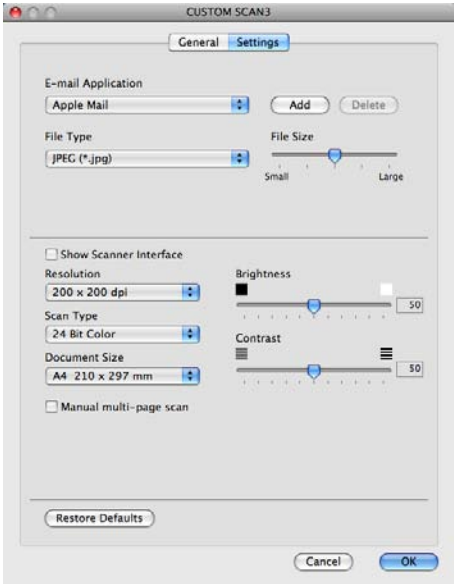 CUSTOM SCAN3
General Settings
E-mail Application
Apple Mail Add Delete
File Type File Size
JPEG (*.jpg)
Small Large
Show Scanner Interface
Resolution Brightness
200 x 200 dpi 50
Scan Type
24 Bit Color Contrast
Document Size
A4 210 x 297 mm 50
Manual multi-page scan
Restore Defaults
Cancel OK